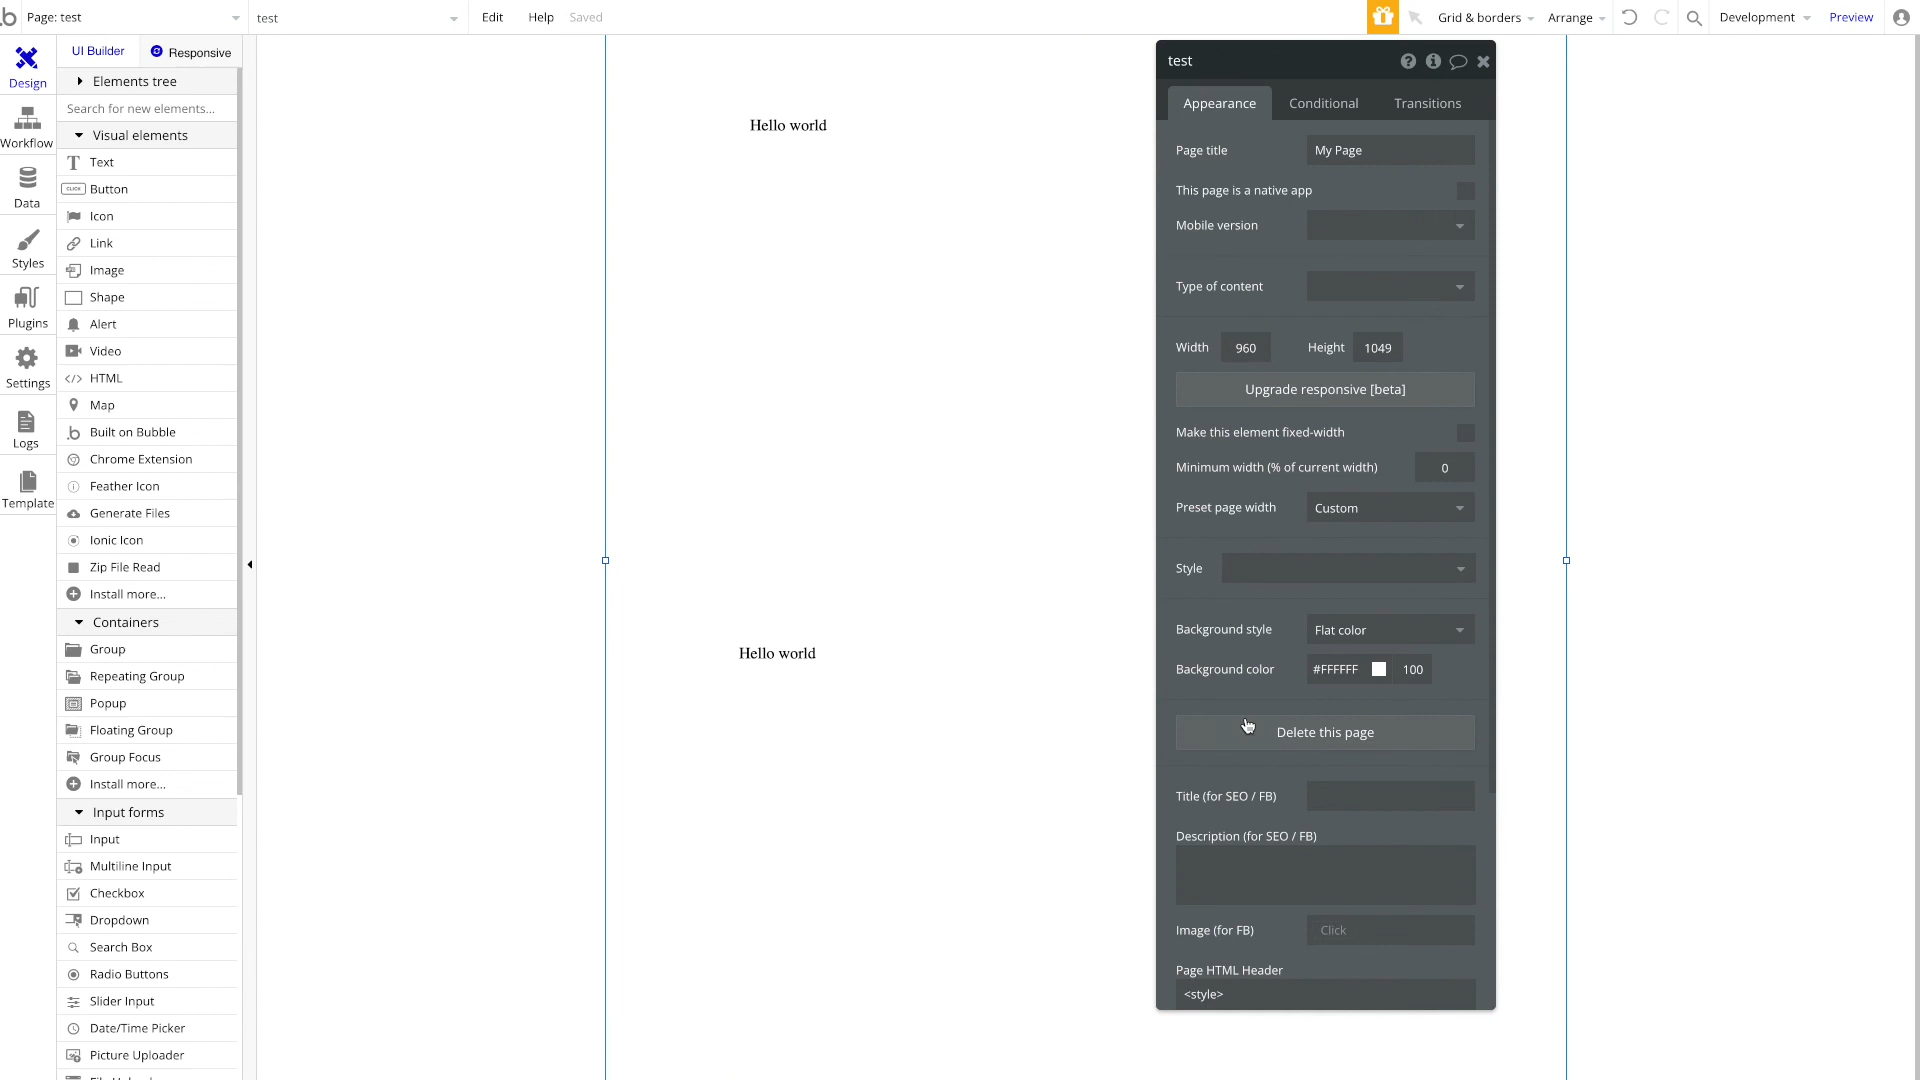 Page: test
test
Edit
Help
Saved
Grid & borders
Arrange
Development
Preview
Design
Workflow
Data
Styles
Plugins
Settings
Logs
Template
UI Builder
Responsive
Elements tree
Search for new elements...
Visual elements
Text
CLICK
Button
Icon
Link
Image
Shape
Alert
Video
HTML
Map
Built on Bubble
Chrome Extension
Feather Icon
Generate Files
Ionic Icon
Zip File Read
Install more...
Containers
Group
Repeating Group
Popup
Floating Group
Group Focus
Install more...
Input forms
Input
Multiline Input
Checkbox
Dropdown
Search Box
Radio Buttons
Slider Input
Date/Time Picker
Picture Uploader
Hello world
Hello world
test
Appearance
Conditional
Transitions
Page title
My Page
This page is a native app
Mobile version
Type of content
Width
960
Height
1049
Upgrade responsive [beta]
Make this element fixed-width
Minimum width (% of current width)
0
Preset page width
Custom
Style
Background style
Flat color
Background color
#FFFFFF
100
Delete this page
Title (for SEO / FB)
Description (for SEO / FB)
Image (for FB)
Click
Page HTML Header
<style>